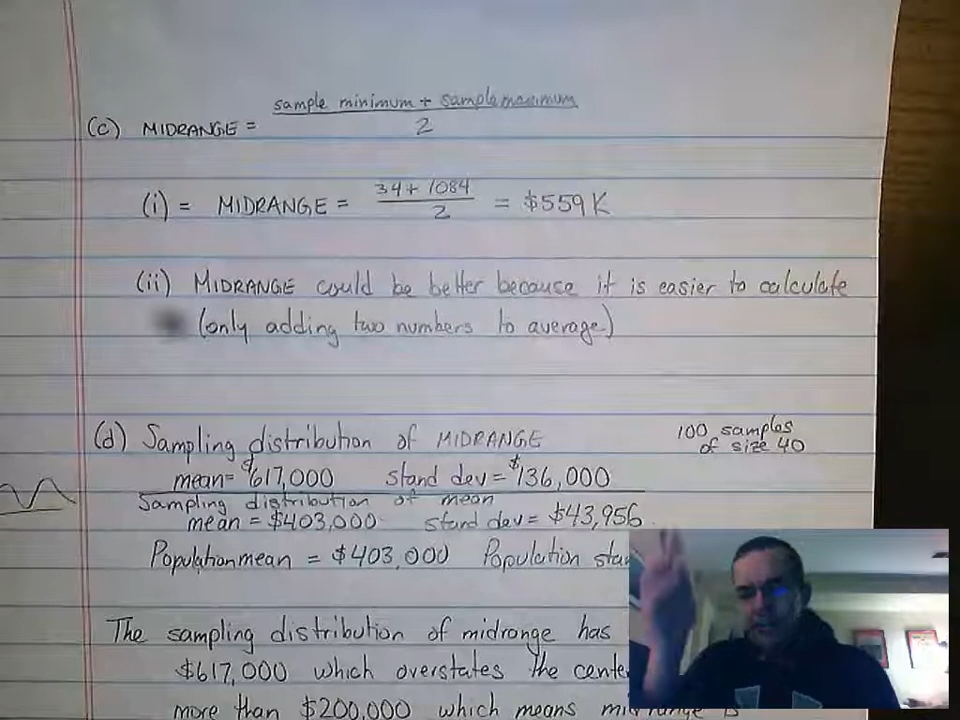 sample minimum + sample maximum
(c) MIDRANGE =
2
34 + 1084
(i) = MIDRANGE = = $559K
2
(ii) MIDRANGE could be better because it is easier to calculate
(only adding two numbers to average)
(d) Sampling distribution of MIDRANGE
100 samples
of size 40
mean= $617,000 stand dev = $136,000
Sampling distribution of mean
mean = $403,000 stand dev = $43,956
Population mean = $403,000 Population
The sampling distribution of midrange has
$617,000 which overstates the
more than $200,000 which means